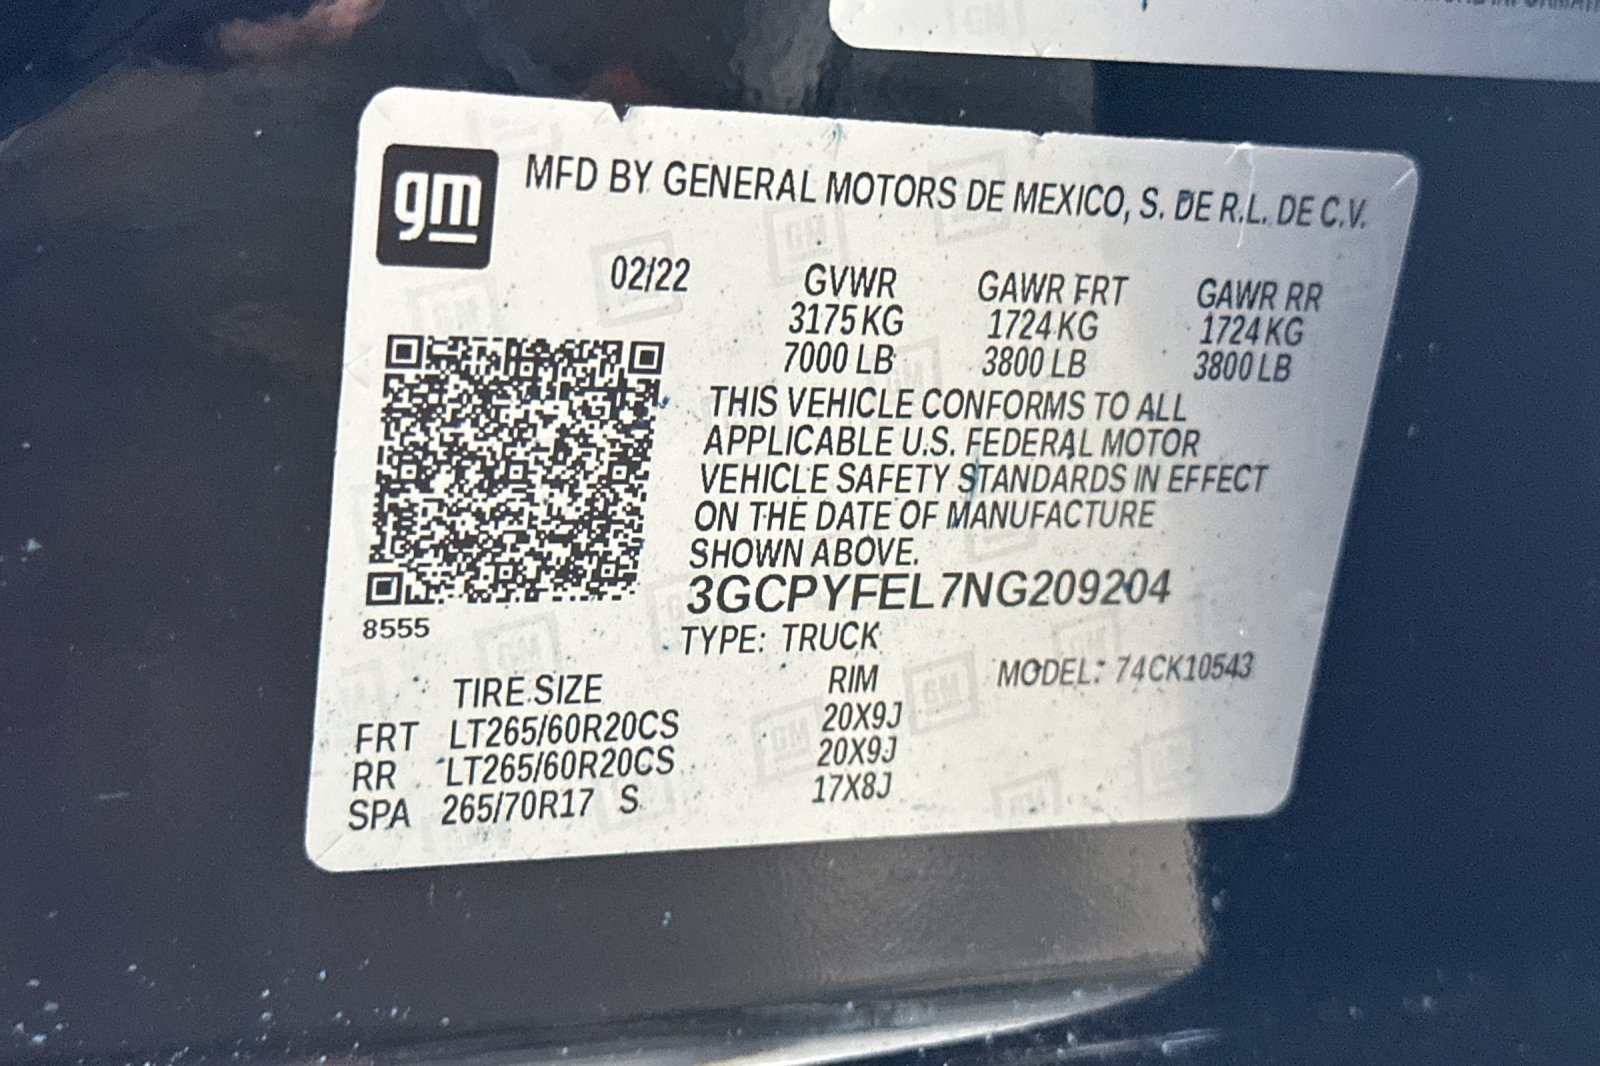 gm
MFD BY GENERAL MOTORS DE MEXICO, S. DE R.L. DE C.V.
02/22 GVWR GAWR FRT GAWR RR
3175 KG 1724 KG 1724 KG
7000 LB 3800 LB 3800 LB
THIS VEHICLE CONFORMS TO ALL
APPLICABLE U.S. FEDERAL MOTOR
VEHICLE SAFETY STANDARDS IN EFFECT
ON THE DATE OF MANUFACTURE
SHOWN ABOVE.
3GCPYFEL7NG209204
8555
TYPE: TRUCK
MODEL: 74CK10543
TIRE SIZE RIM
FRT LT265/60R20CS 20X9J
RR LT265/60R20CS 20X9J
SPA 265/70R17 S 17X8J